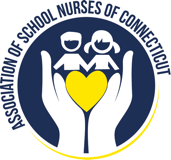 ASSOCIATION OF SCHOOL NURSES OF CONNECTICUT